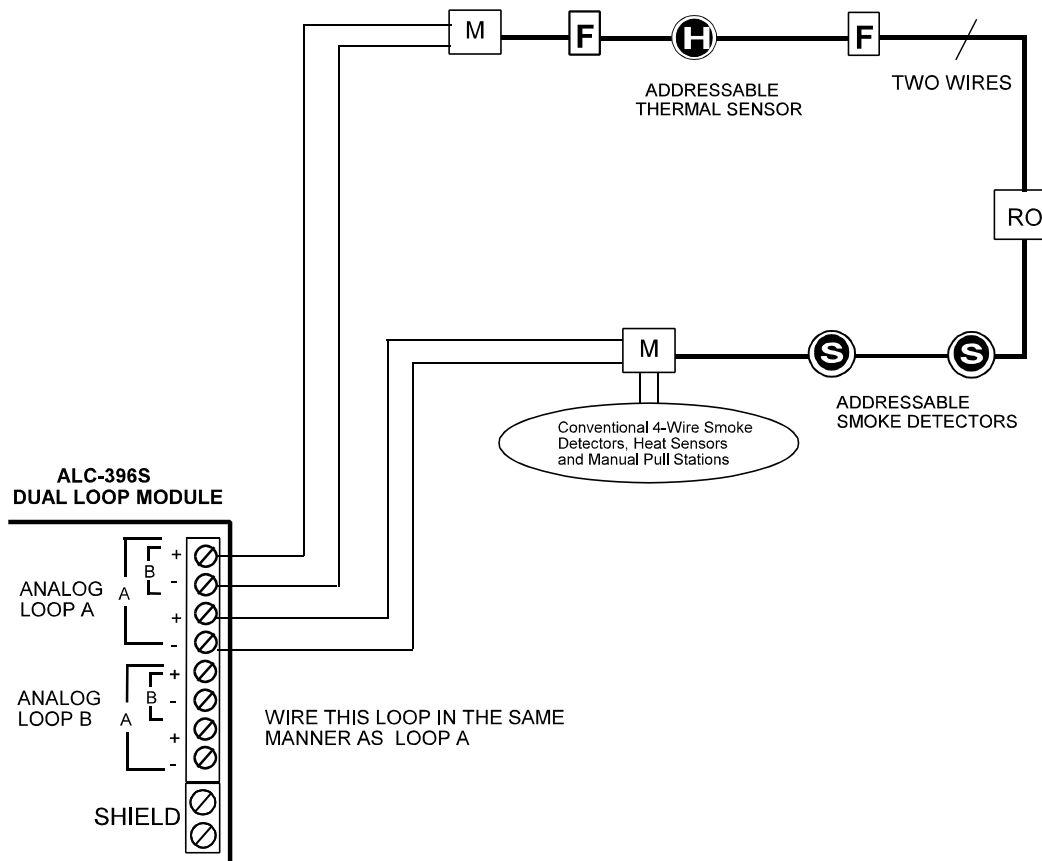 M
F
H
F
ADDRESSABLE
THERMAL SENSOR
TWO WIRES
RO
M
S
S
ADDRESSABLE
SMOKE DETECTORS
Conventional 4-Wire Smoke
Detectors, Heat Sensors
and Manual Pull Stations
ALC-396S
DUAL LOOP MODULE
ANALOG
LOOP A
A
B
+
-
+
-
ANALOG
LOOP B
A
B
+
-
+
-
WIRE THIS LOOP IN THE SAME
MANNER AS LOOP A
SHIELD